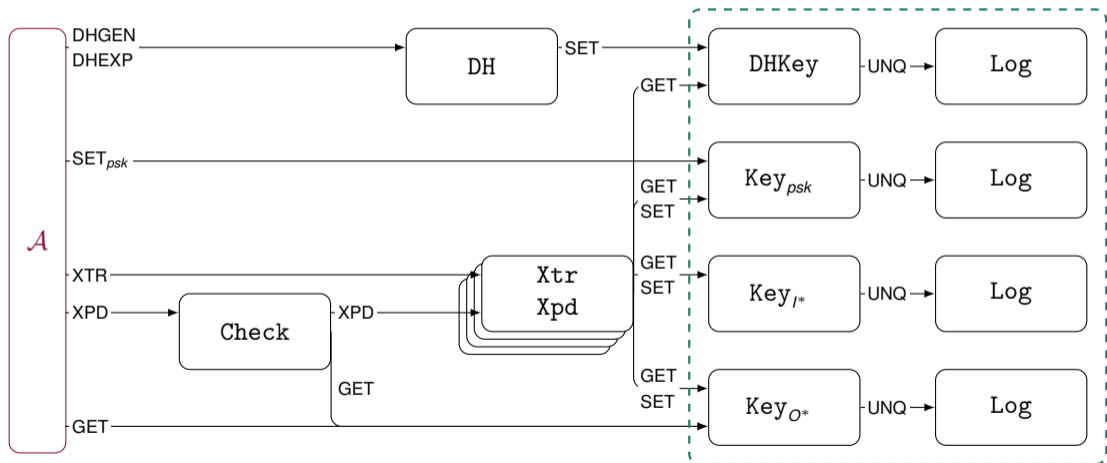 DHGEN
DHEXP
DH
SET
DHKey
UNQ
Log
GET
SET_psk
Key_psk
UNQ
Log
GET
SET
𝒜
XTR
XPD
Check
XPD
Xtr
Xpd
GET
SET
Key_I*
UNQ
Log
GET
GET
SET
Key_O*
UNQ
Log
GET